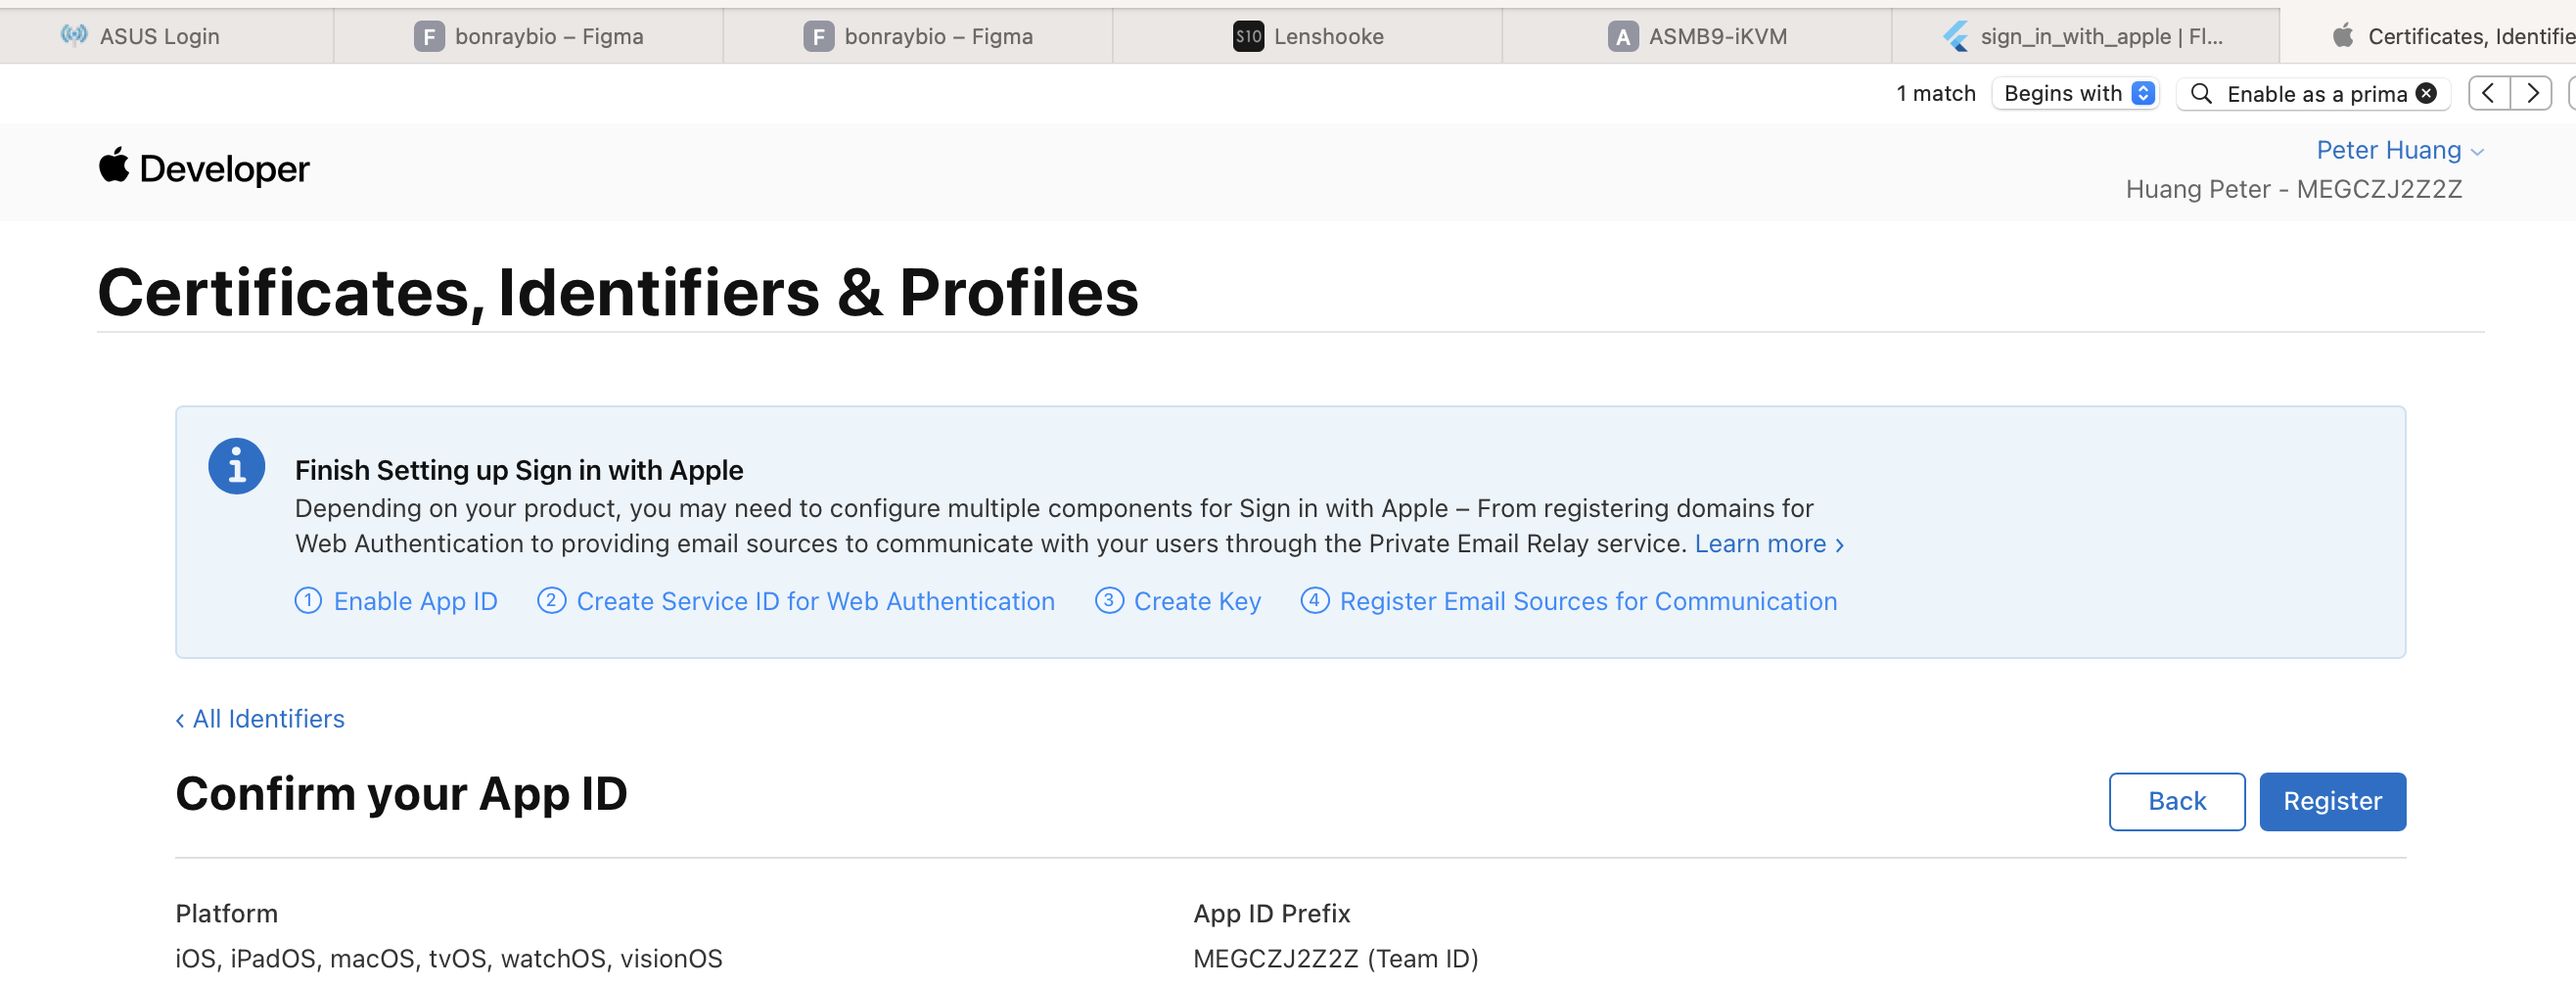 ASUS Login
F bonraybio – Figma
F bonraybio – Figma
S10 Lenshooke
A ASMB9-iKVM
sign_in_with_apple | Fl...
Certificates, Identifie
1 match
Begins with
Enable as a prima
Developer
Peter Huang
Huang Peter - MEGCZJ2Z2Z
Certificates, Identifiers & Profiles
Finish Setting up Sign in with Apple
Depending on your product, you may need to configure multiple components for Sign in with Apple – From registering domains for
Web Authentication to providing email sources to communicate with your users through the Private Email Relay service. Learn more ›
1 Enable App ID 2 Create Service ID for Web Authentication 3 Create Key 4 Register Email Sources for Communication
‹ All Identifiers
Confirm your App ID
Back
Register
Platform
iOS, iPadOS, macOS, tvOS, watchOS, visionOS
App ID Prefix
MEGCZJ2Z2Z (Team ID)